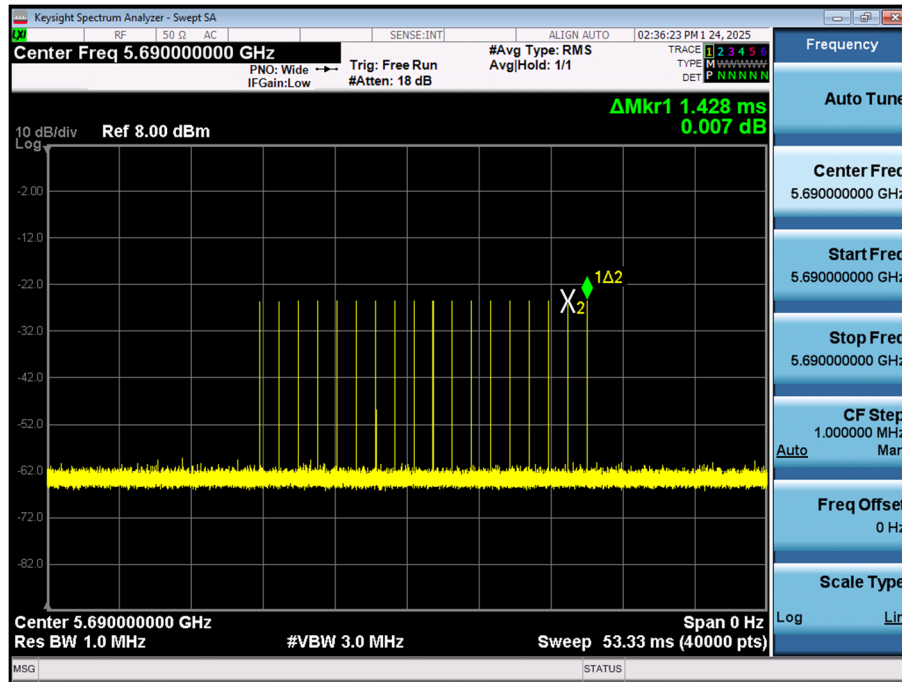 Keysight Spectrum Analyzer - Swept SA
LXI
RF
50 Ω
AC
SENSE:INT
ALIGN AUTO
02:36:23 PM 1 24, 2025
Center Freq 5.690000000 GHz
PNO: Wide
IFGain:Low
Trig: Free Run
#Atten: 18 dB
#Avg Type: RMS
Avg|Hold: 1/1
TRACE 1 2 3 4 5 6
TYPE M W W W W W
DET P N N N N N
ΔMkr1 1.428 ms
0.007 dB
10 dB/div
Log
Ref 8.00 dBm
-2.00
-12.0
-22.0
-32.0
-42.0
-52.0
-62.0
-72.0
-82.0
1Δ2
X2
Center 5.690000000 GHz
Span 0 Hz
Res BW 1.0 MHz
#VBW 3.0 MHz
Sweep 53.33 ms (40000 pts)
MSG
STATUS
Frequency
Auto Tune
Center Freq
5.690000000 GHz
Start Freq
5.690000000 GHz
Stop Freq
5.690000000 GHz
CF Step
1.000000 MHz
Auto Man
Freq Offset
0 Hz
Scale Type
Log Lin